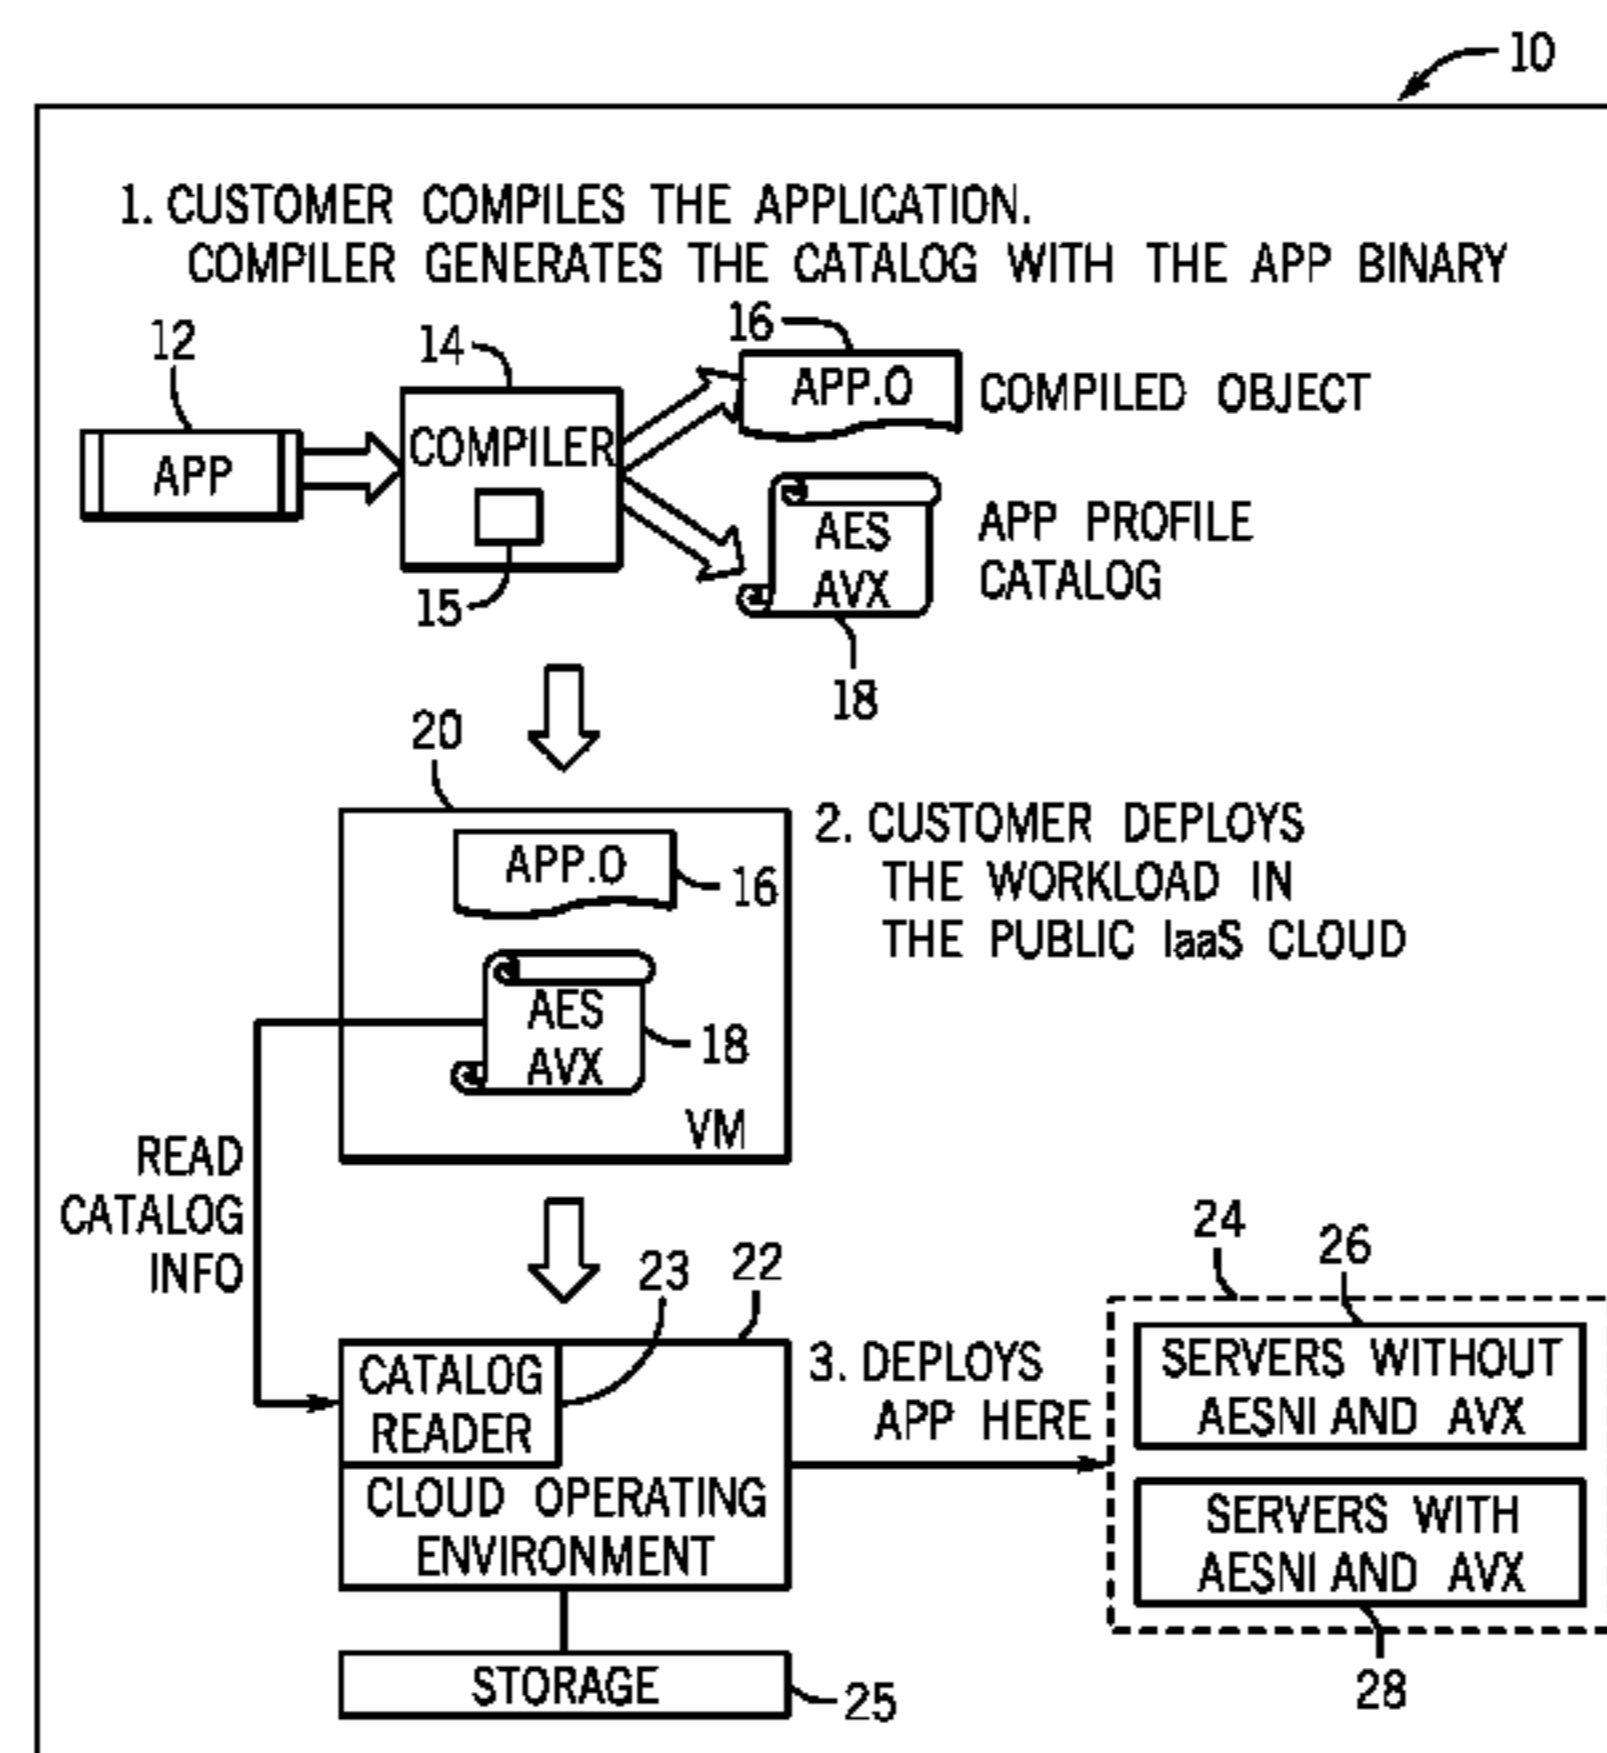 10
1. CUSTOMER COMPILES THE APPLICATION.
COMPILER GENERATES THE CATALOG WITH THE APP BINARY
12
14
16
APP
COMPILER
15
APP.O
COMPILED OBJECT
AES
AVX
APP PROFILE
CATALOG
18
20
APP.O
16
AES
AVX
18
VM
2. CUSTOMER DEPLOYS
THE WORKLOAD IN
THE PUBLIC IaaS CLOUD
READ
CATALOG
INFO
23
22
CATALOG
READER
CLOUD OPERATING
ENVIRONMENT
3. DEPLOYS
APP HERE
24
26
SERVERS WITHOUT
AESNI AND AVX
SERVERS WITH
AESNI AND AVX
28
STORAGE
25